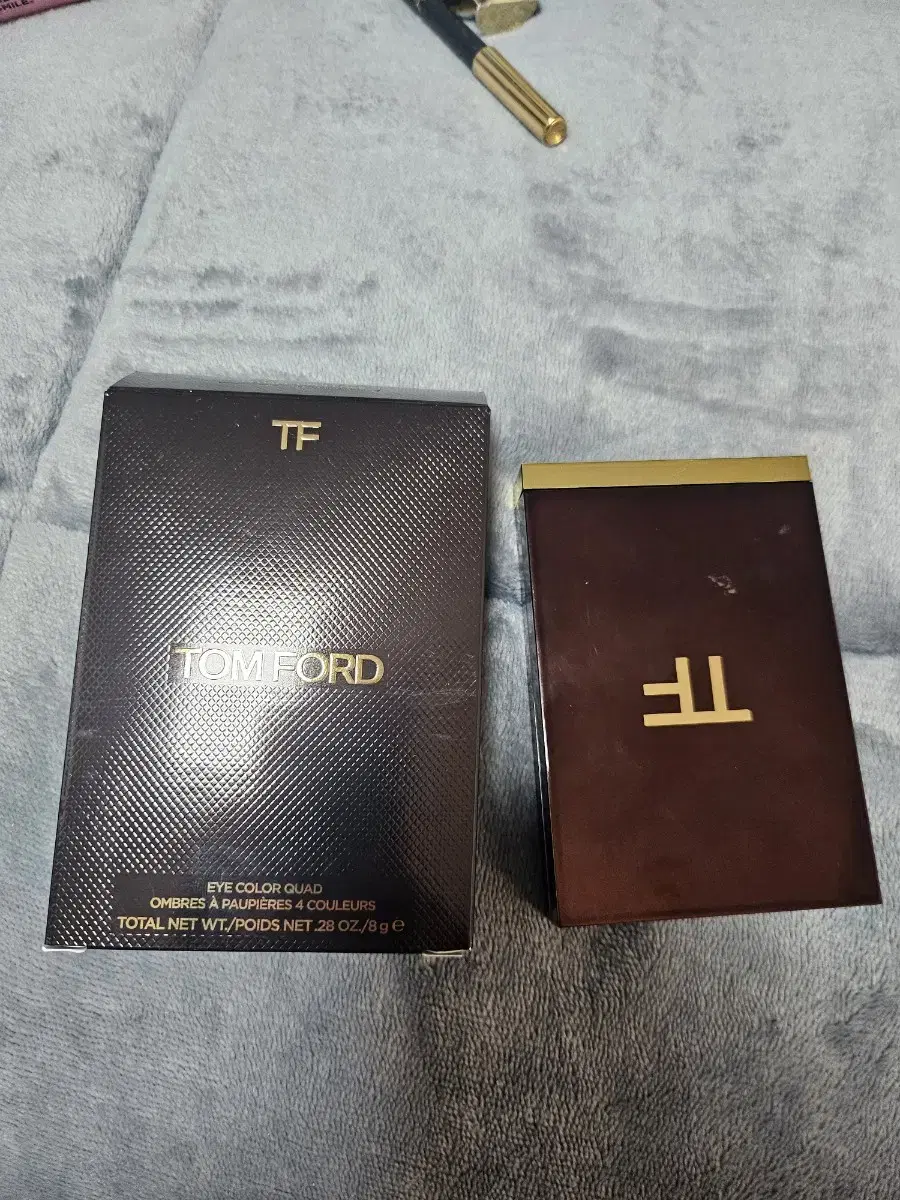 MILE.
TF
TOM FORD
EYE COLOR QUAD
OMBRES À PAUPIÈRES 4 COULEURS
TOTAL NET WT./POIDS NET .28 OZ./8 g ℮
TF